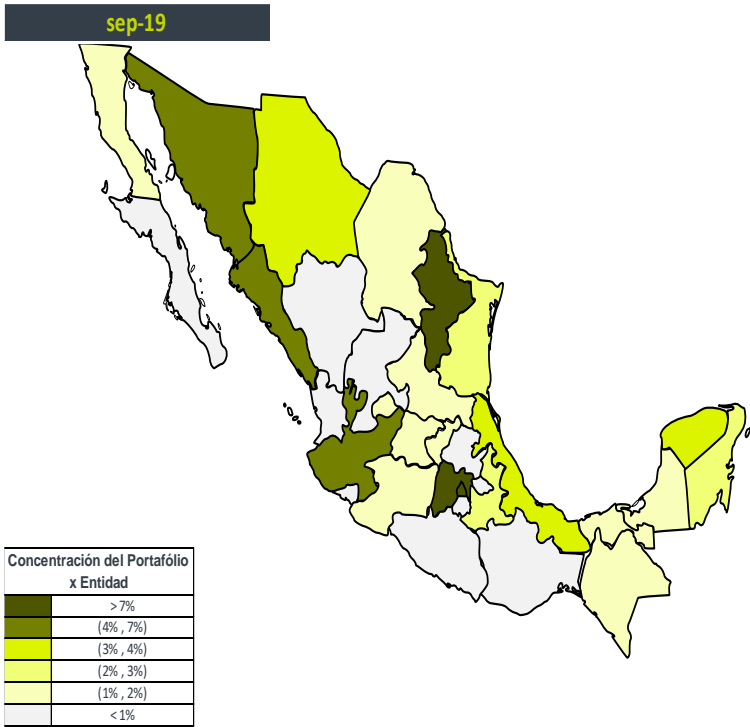 sep-19
Concentración del Portafólio
x Entidad
>7%
(4% , 7%)
(3% , 4%)
(2% , 3%)
(1% , 2%)
<1%